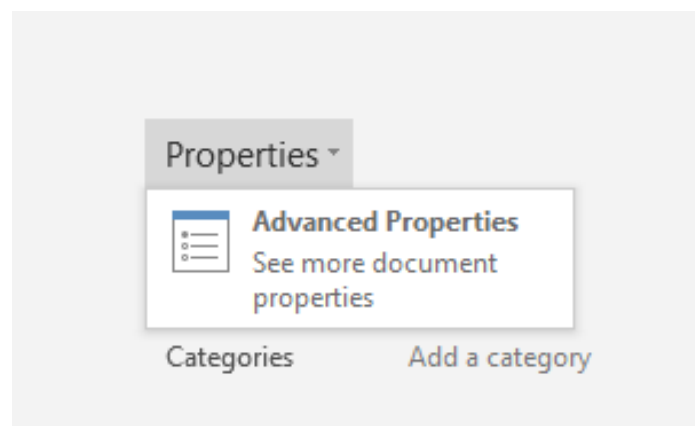 Properties
Advanced Properties
See more document
properties
Categories
Add a category